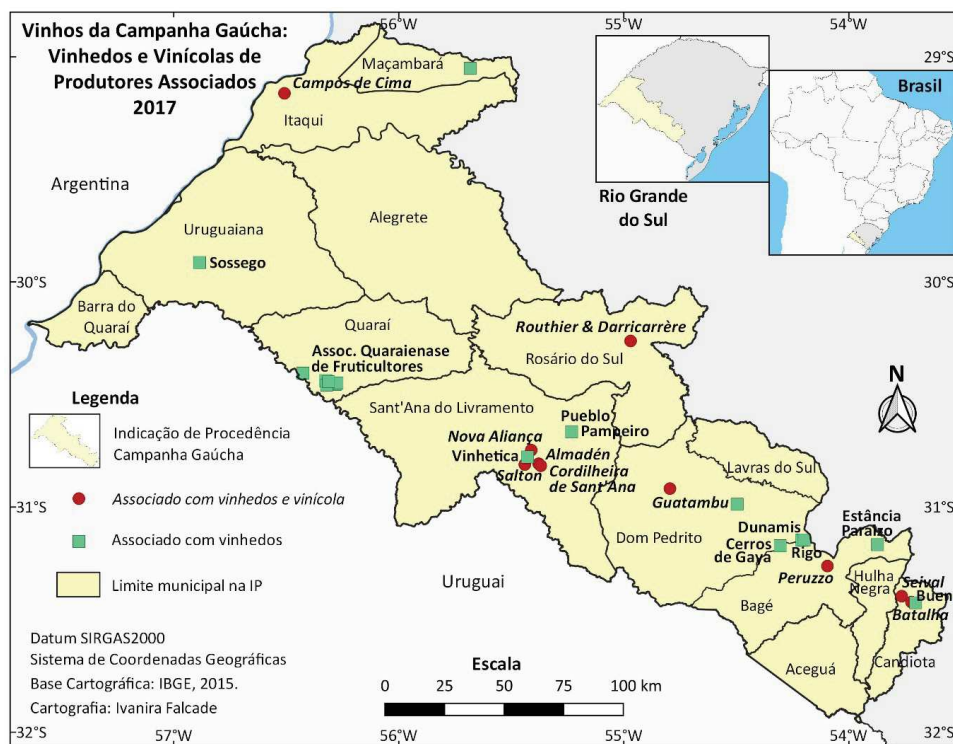 Vinhos da Campanha Gaúcha:
Vinhedos e Vinícolas de
Produtores Associados
2017
56°W
55°W
54°W
29°S
Maçambará
Campos de Cima
Itaqui
Argentina
Brasil
Rio Grande
do Sul
Alegrete
Uruguaiana
Sossego
30°S
30°S
Barra do
Quaraí
Quaraí
Assoc. Quaraienase
de Fruticultores
Routhier & Darricarrère
Rosário do Sul
N
Legenda
Indicação de Procedência
Campanha Gaúcha
Associado com vinhedos e vinícola
Associado com vinhedos
Limite municipal na IP
Sant'Ana do Livramento
Pueblo
Pampeiro
Nova Aliança
Vinhetica
Almadén
Salton
Cordilheira
de Sant'Ana
Lavras do Sul
Guatambu
31°S
31°S
Dom Pedrito
Dunamis
Cerros
de Gaya
Rigo
Estância
Paraizo
Peruzzo
Hulha
Negra
Seival
Buen
Batalha
Uruguai
Bagé
Aceguá
Candiota
Datum SIRGAS2000
Sistema de Coordenadas Geográficas
Base Cartográfica: IBGE, 2015.
Cartografia: Ivanira Falcade
Escala
0 25 50 75 100 km
32°S
32°S
57°W
56°W
55°W
54°W